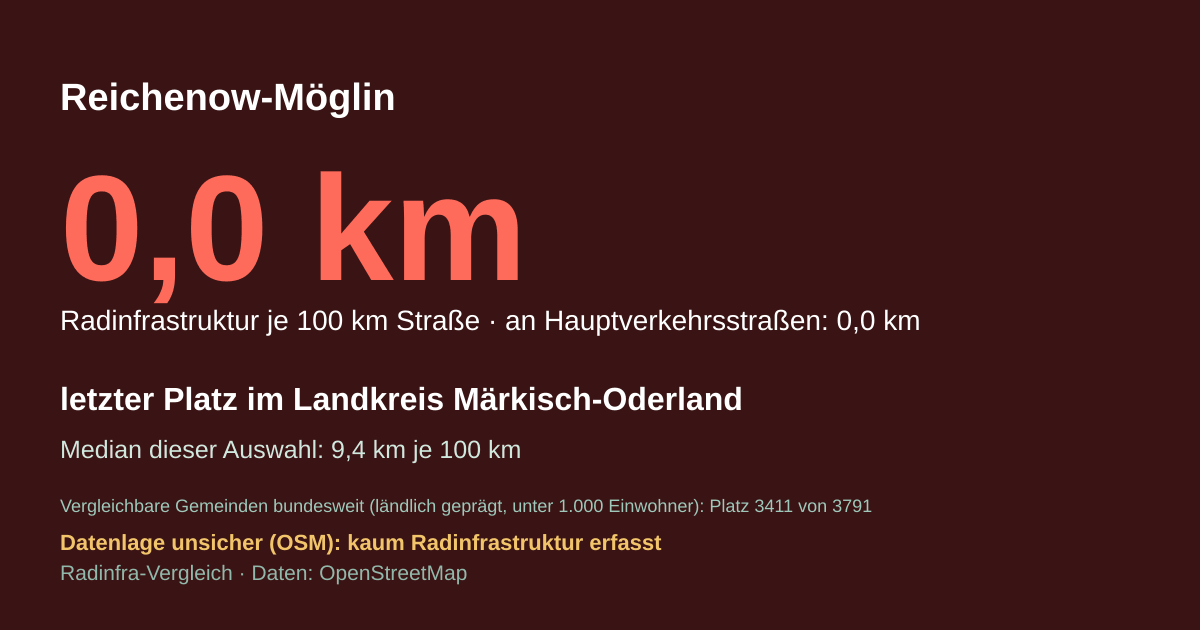 Reichenow-Möglin
0,0 km
Radinfrastruktur je 100 km Straße · an Hauptverkehrsstraßen: 0,0 km
letzter Platz im Landkreis Märkisch-Oderland
Median dieser Auswahl: 9,4 km je 100 km
Vergleichbare Gemeinden bundesweit (ländlich geprägt, unter 1.000 Einwohner): Platz 3411 von 3791
Datenlage unsicher (OSM): kaum Radinfrastruktur erfasst
Radinfra-Vergleich · Daten: OpenStreetMap